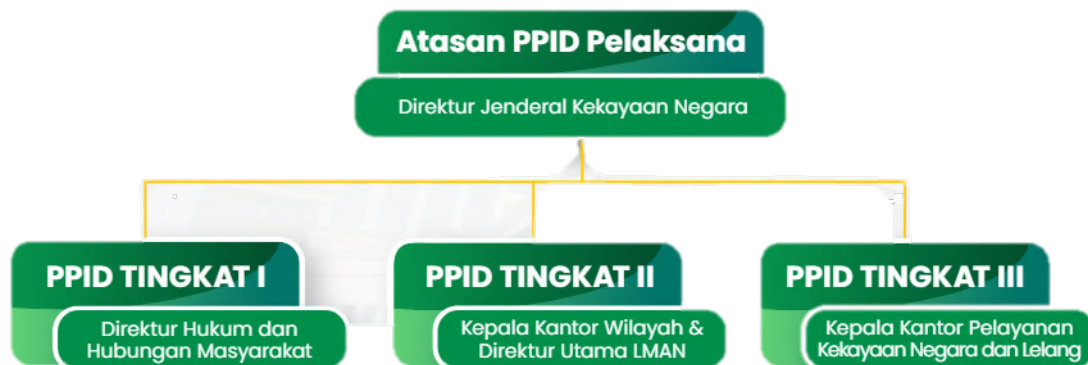 Atasan PPID Pelaksana
Direktur Jenderal Kekayaan Negara
PPID TINGKAT I
Direktur Hukum dan
Hubungan Masyarakat
PPID TINGKAT II
Kepala Kantor Wilayah &
Direktur Utama LMAN
PPID TINGKAT III
Kepala Kantor Pelayanan
Kekayaan Negara dan Lelang